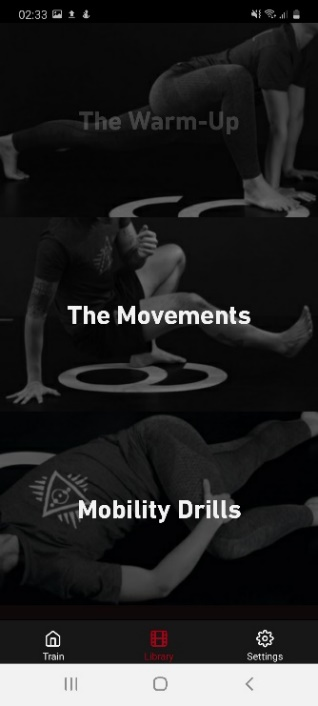 02:33
The Warm-Up
The Movements
Mobility Drills
Train
Library
Settings